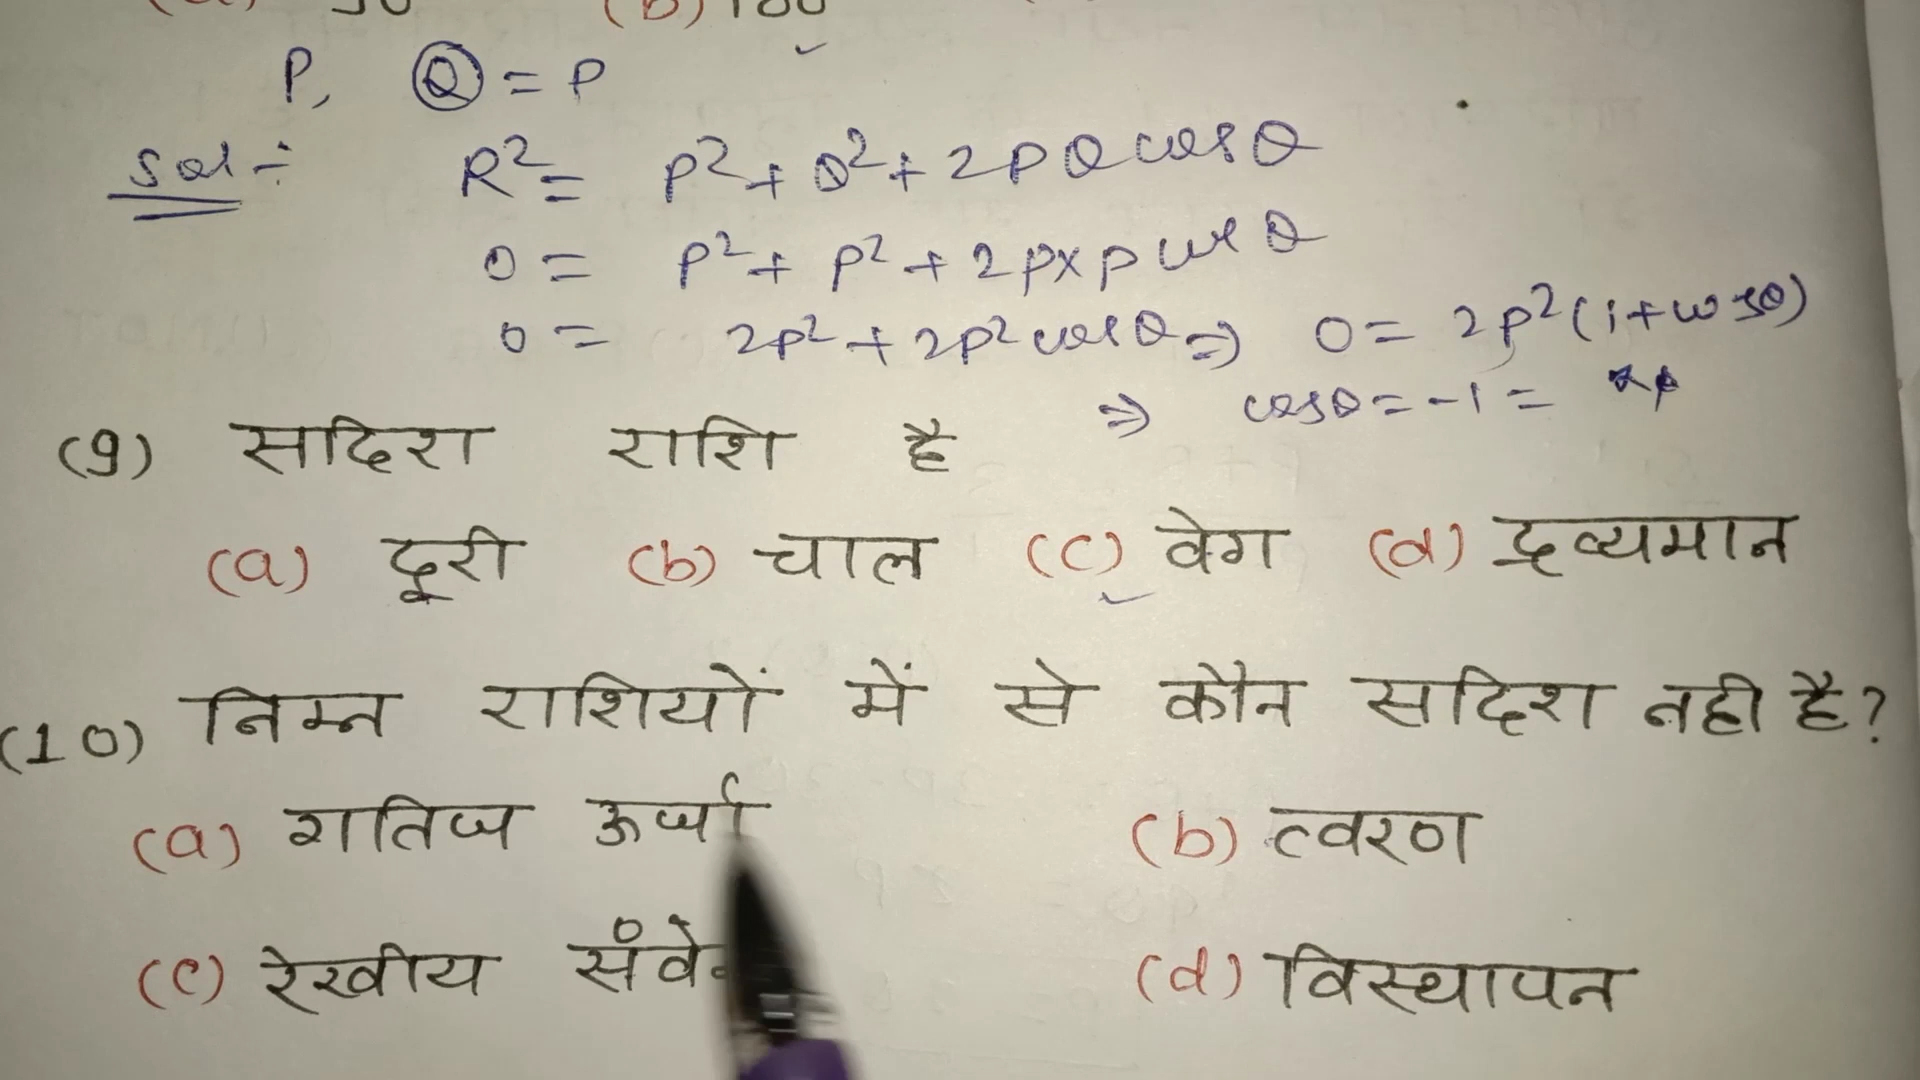 (b) 180
P, Q = P
Sol÷ R² = P² + Q² + 2PQ cosθ
0 = P² + P² + 2P×P cosθ
0 = 2P² + 2P² cosθ ⇒ 0 = 2P² (1 + cosθ)
⇒ cosθ = -1 =
(9) सदिश राशि है
(a) दूरी (b) चाल (c) वेग (d) द्रव्यमान
(10) निम्न राशियों में से कौन सदिश नही है?
(a) गतिज ऊर्जा (b) त्वरण
(c) रेखीय (d) विस्थापन